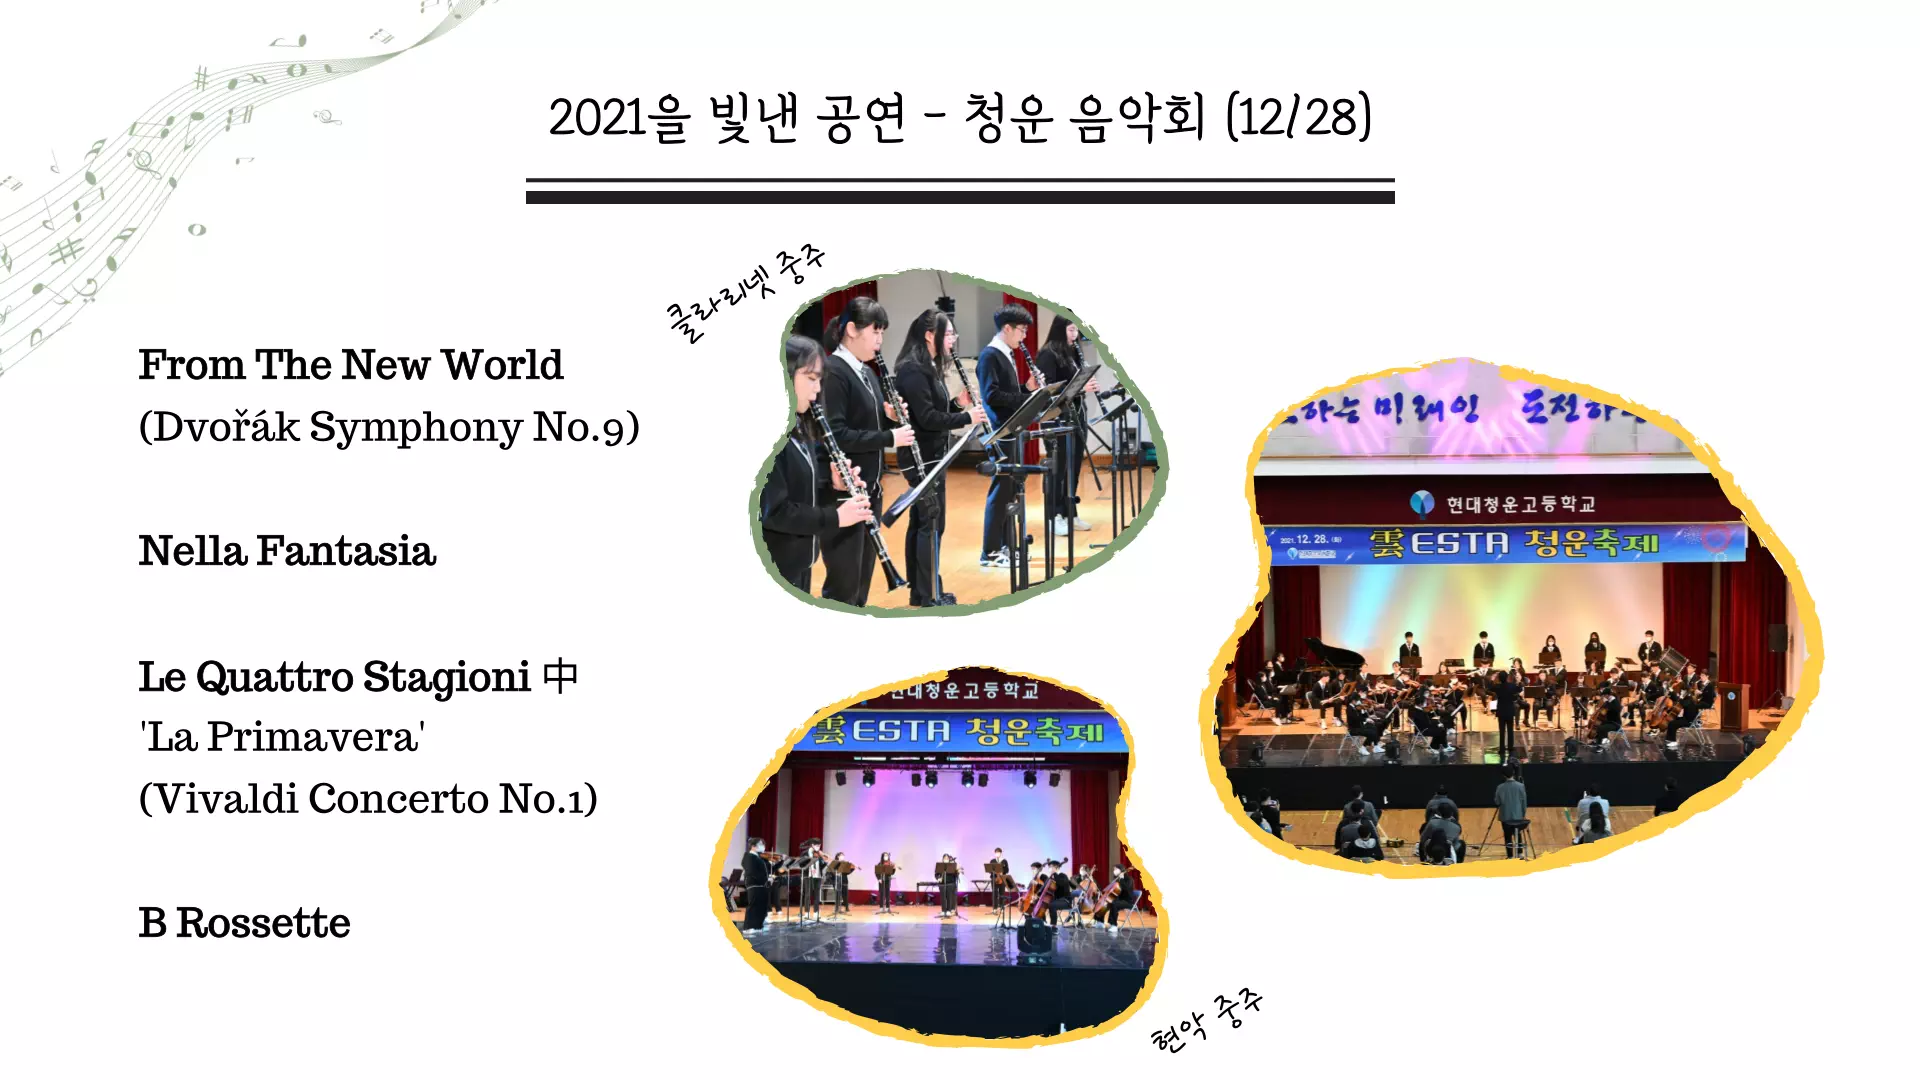 2021을 빛낸 공연 - 청운 음악회 (12/28)
클라리넷 중주
From The New World
(Dvořák Symphony No.9)
Nella Fantasia
Le Quattro Stagioni 中
'La Primavera'
(Vivaldi Concerto No.1)
B Rossette
하는 미래인 도전하
현대청운고등학교
2021. 12. 28. (화)
雲ESTA 청운축제
현대청운고등학교
雲ESTA 청운축제
현악 중주